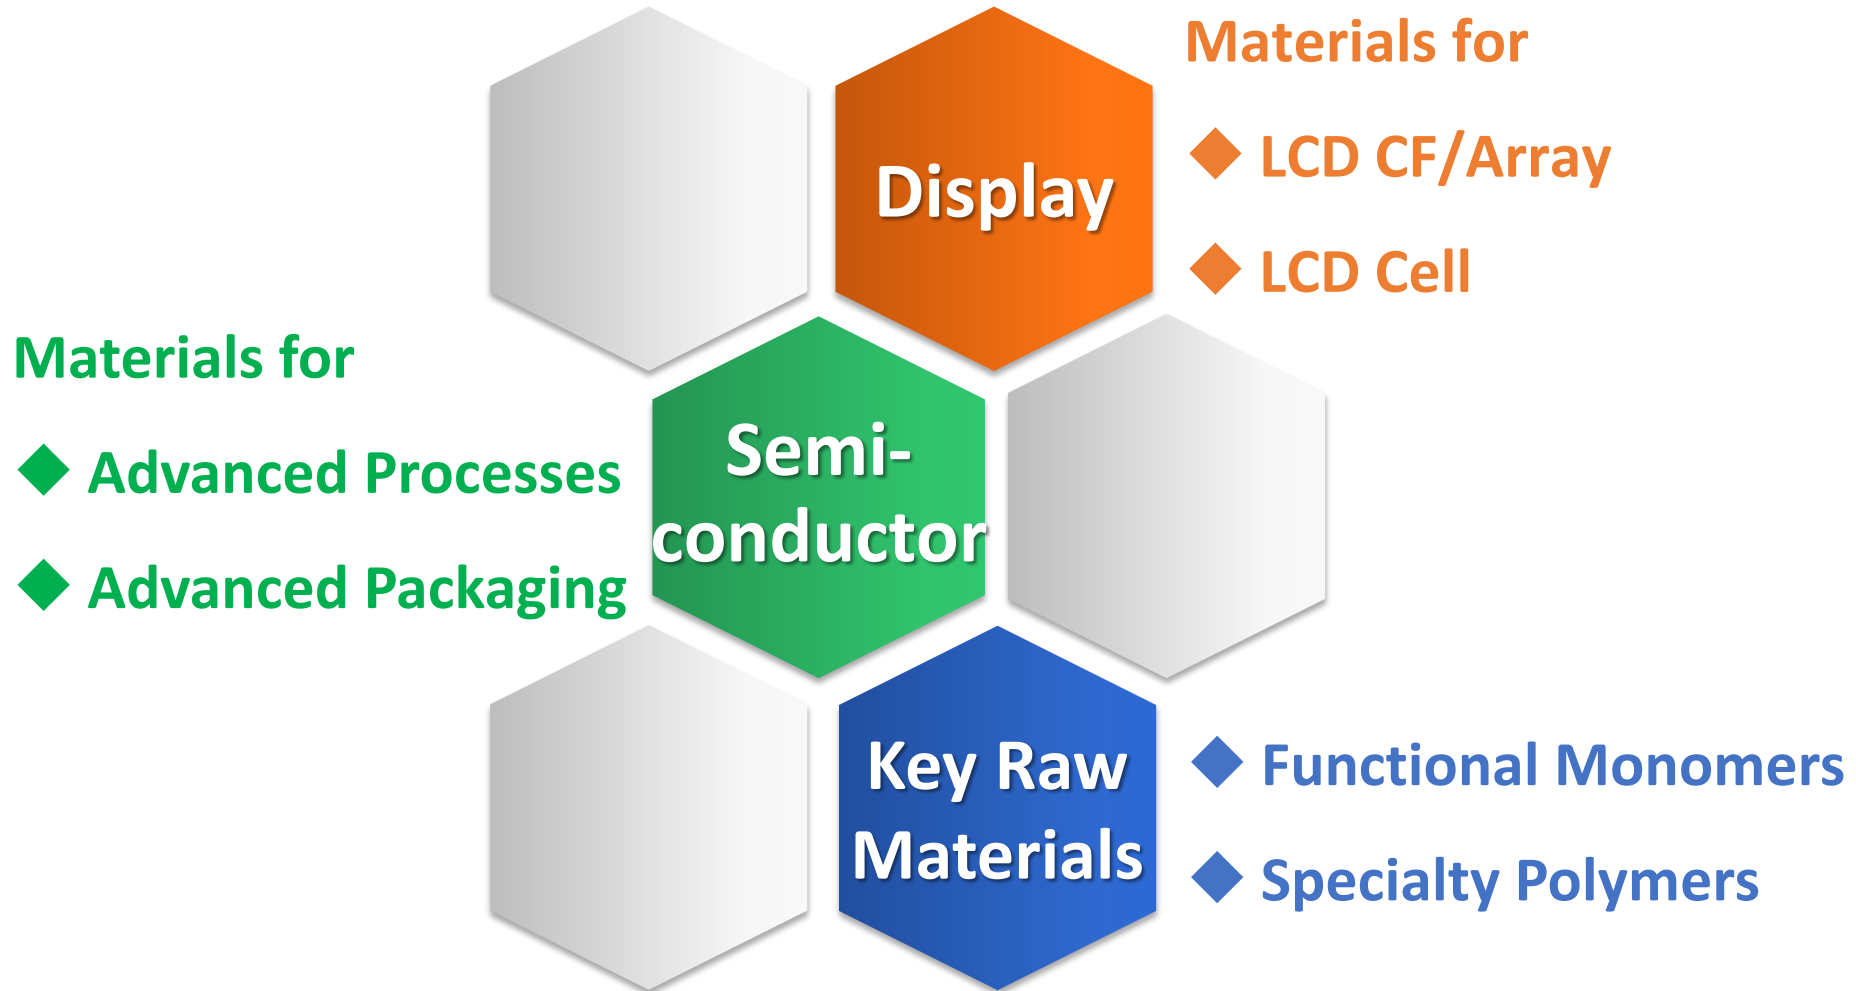 Display
Materials for
LCD CF/Array
LCD Cell
Semi-
conductor
Materials for
Advanced Processes
Advanced Packaging
Key Raw
Materials
Functional Monomers
Specialty Polymers